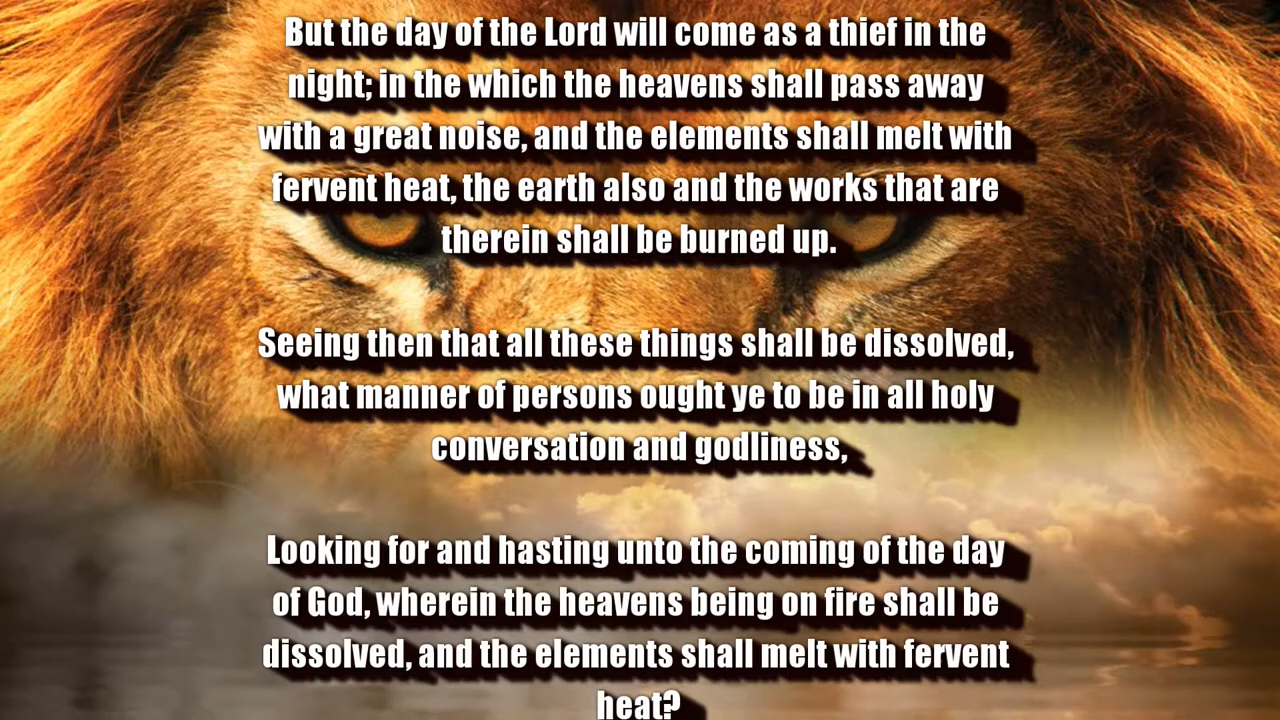 But the day of the Lord will come as a thief in the
night; in the which the heavens shall pass away
with a great noise, and the elements shall melt with
fervent heat, the earth also and the works that are
therein shall be burned up.
Seeing then that all these things shall be dissolved,
what manner of persons ought ye to be in all holy
conversation and godliness,
Looking for and hasting unto the coming of the day
of God, wherein the heavens being on fire shall be
dissolved, and the elements shall melt with fervent
heat?